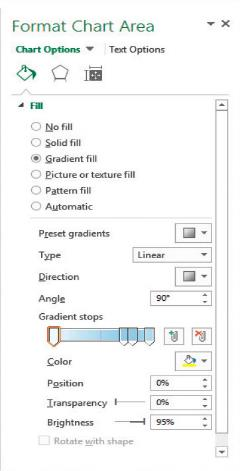 Format Chart Area
Chart Options Text Options
Fill
No fill
Solid fill
Gradient fill
Picture or texture fill
Pattern fill
Automatic
Preset gradients
Type Linear
Direction
Angle 90°
Gradient stops
Color
Position 0%
Transparency 0%
Brightness 95%
Rotate with shape